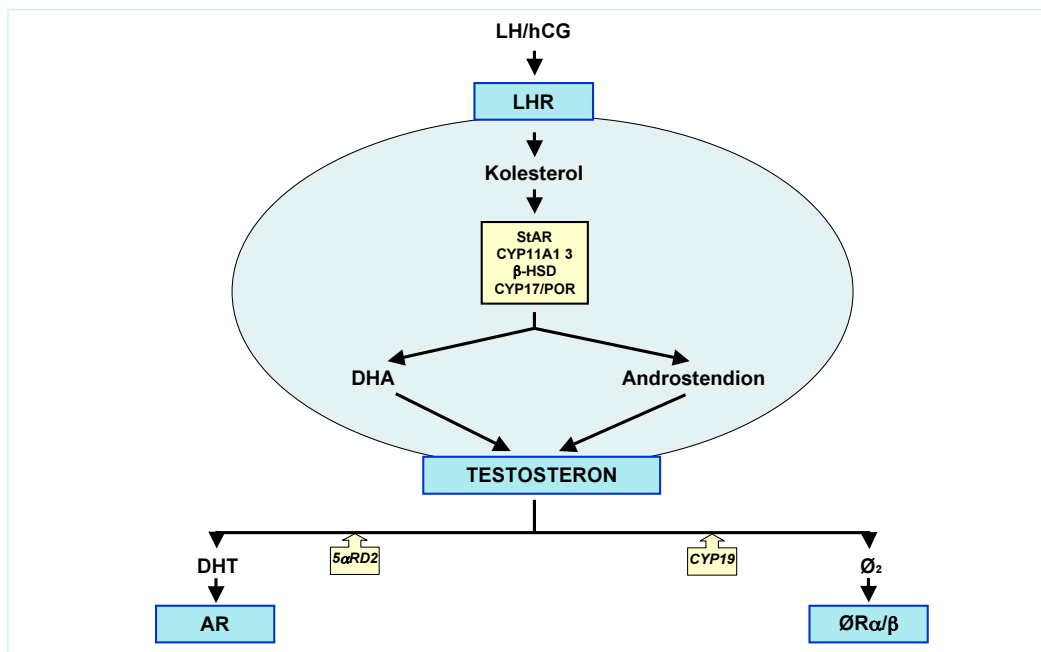 LH/hCG
LHR
Kolesterol
StAR
CYP11A1 3
β-HSD
CYP17/POR
DHA
Androstendion
TESTOSTERON
5αRD2
CYP19
DHT
Ø₂
AR
ØRα/β